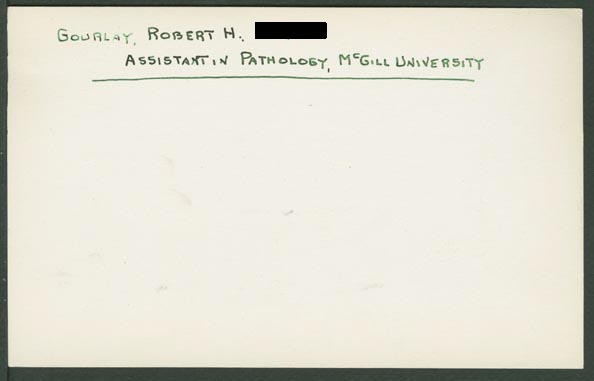 GOURLAY, ROBERT H.
ASSISTANT IN PATHOLOGY, McGILL UNIVERSITY